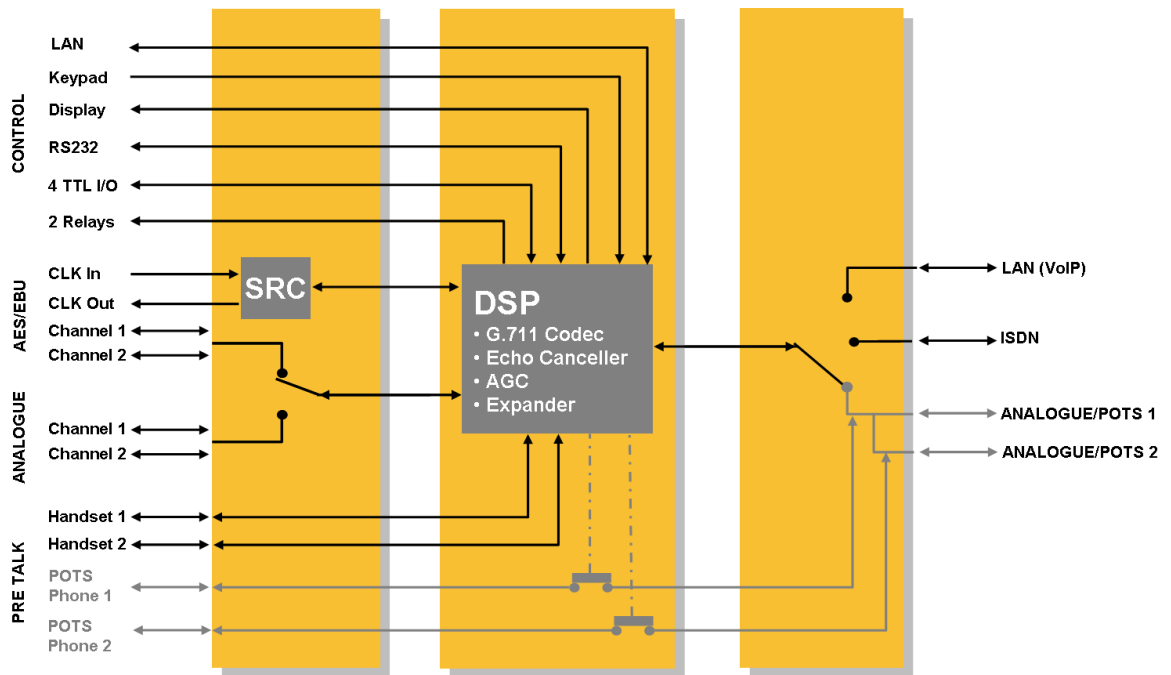 CONTROL
LAN
Keypad
Display
RS232
4 TTL I/O
2 Relays
AES/EBU
CLK In
CLK Out
Channel 1
Channel 2
ANALOGUE
Channel 1
Channel 2
PRE TALK
Handset 1
Handset 2
POTS
Phone 1
POTS
Phone 2
SRC
DSP
• G.711 Codec
• Echo Canceller
• AGC
• Expander
LAN (VoIP)
ISDN
ANALOGUE/POTS 1
ANALOGUE/POTS 2